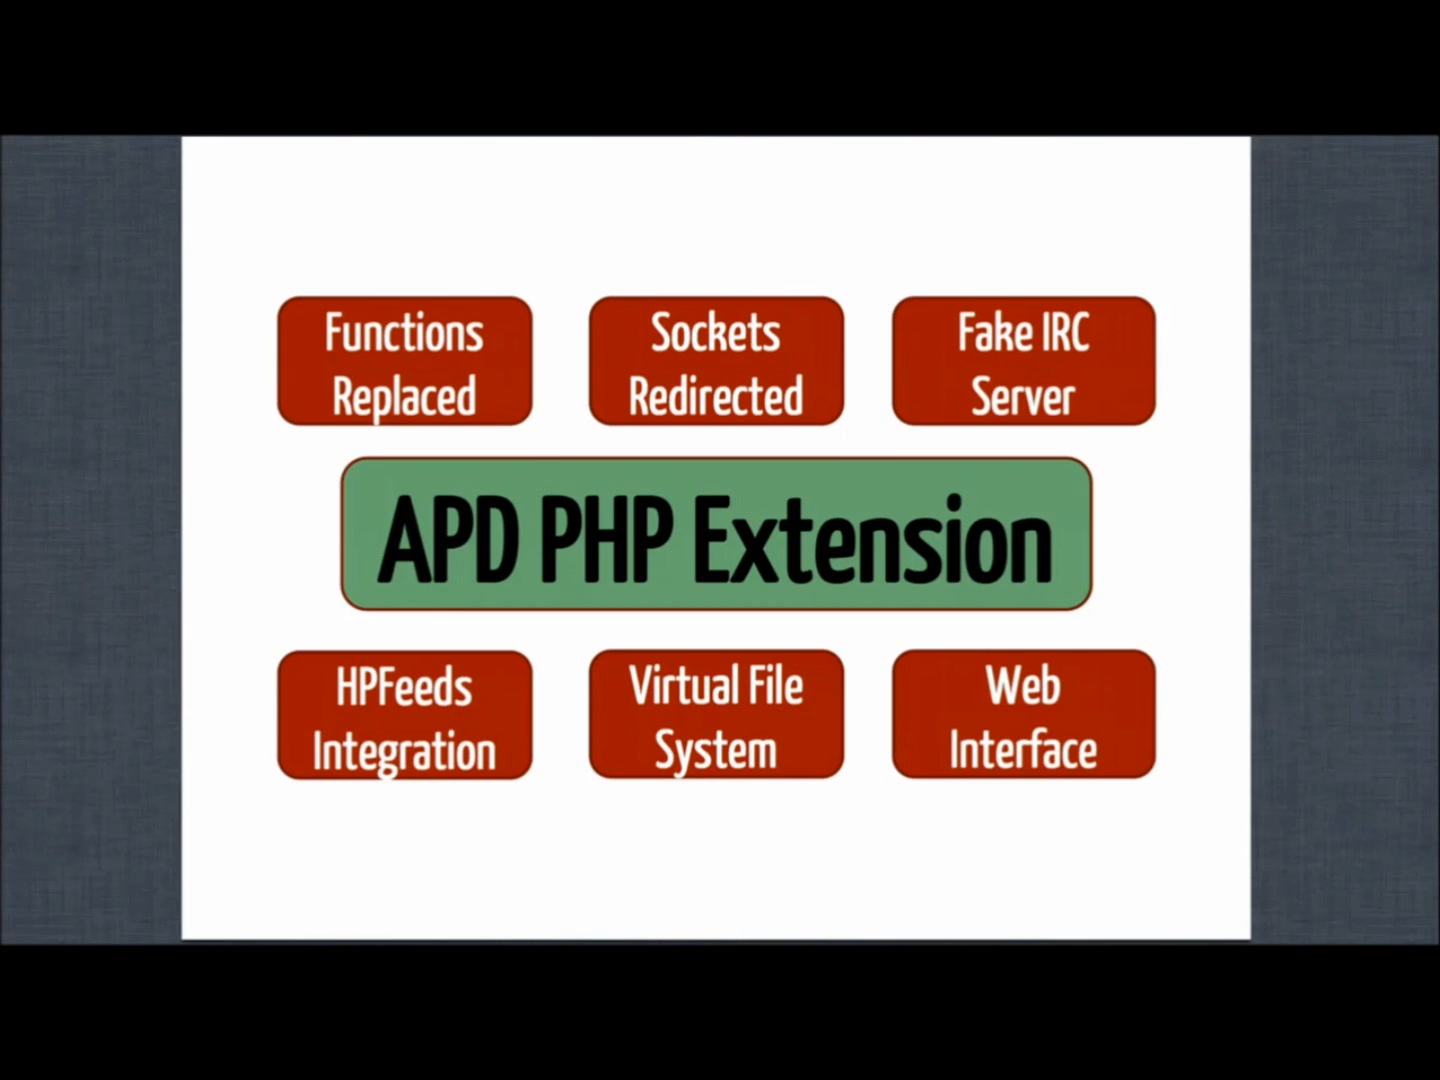 Functions
Replaced
Sockets
Redirected
Fake IRC
Server
APD PHP Extension
HPFeeds
Integration
Virtual File
System
Web
Interface